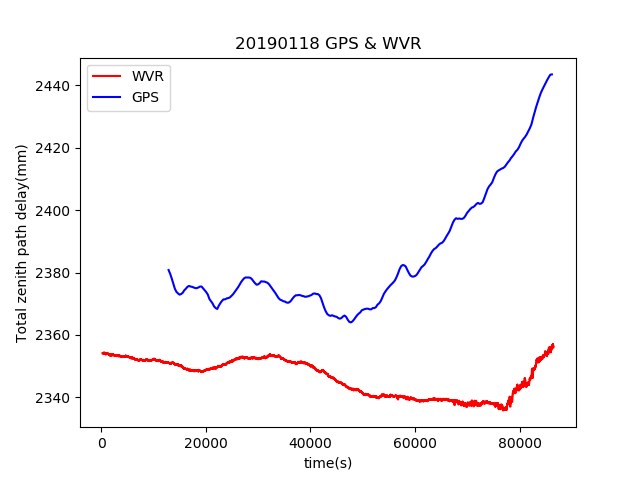 20190118 GPS & WVR
WVR
GPS
Total zenith path delay(mm)
2440
2420
2400
2380
2360
2340
0 20000 40000 60000 80000
time(s)